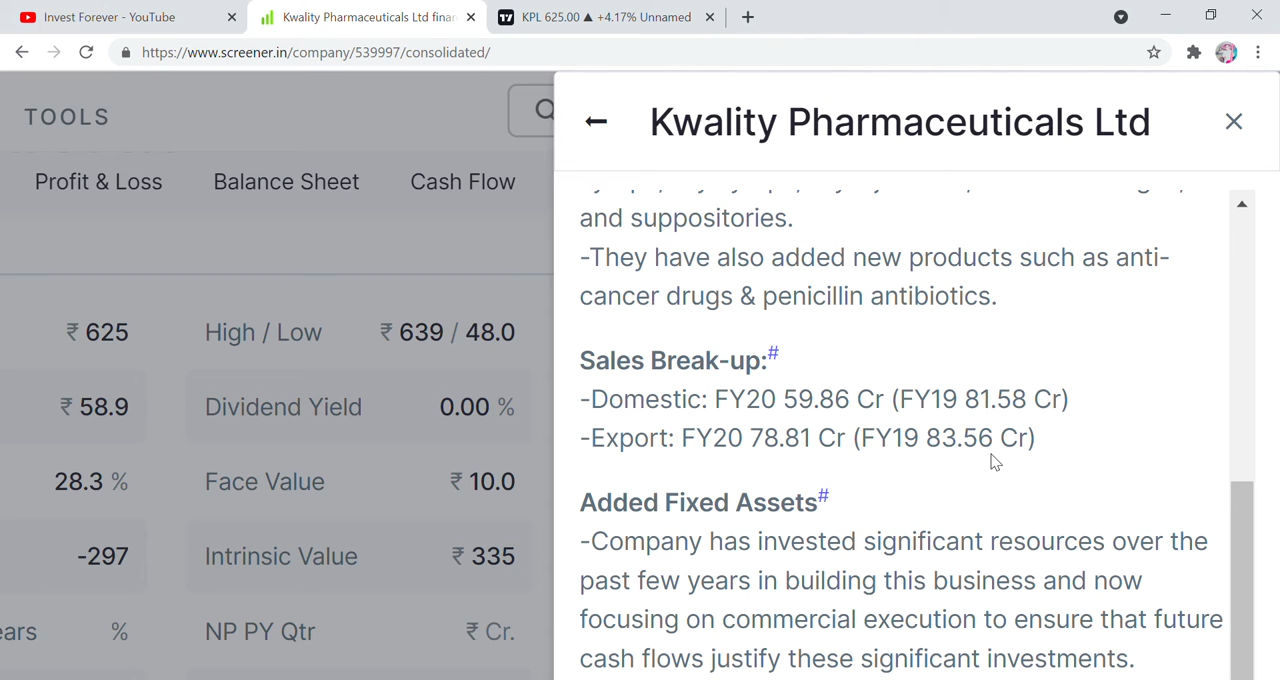 Invest Forever - YouTube
Kwality Pharmaceuticals Ltd finan
KPL 625.00 ▲ +4.17% Unnamed
https://www.screener.in/company/539997/consolidated/
TOOLS
Profit & Loss Balance Sheet Cash Flow
₹ 625 High / Low ₹ 639 / 48.0
₹ 58.9 Dividend Yield 0.00 %
28.3 % Face Value ₹ 10.0
-297 Intrinsic Value ₹ 335
ears % NP PY Qtr ₹ Cr.
Kwality Pharmaceuticals Ltd
and suppositories.
-They have also added new products such as anti-
cancer drugs & penicillin antibiotics.
Sales Break-up:#
-Domestic: FY20 59.86 Cr (FY19 81.58 Cr)
-Export: FY20 78.81 Cr (FY19 83.56 Cr)
Added Fixed Assets#
-Company has invested significant resources over the
past few years in building this business and now
focusing on commercial execution to ensure that future
cash flows justify these significant investments.